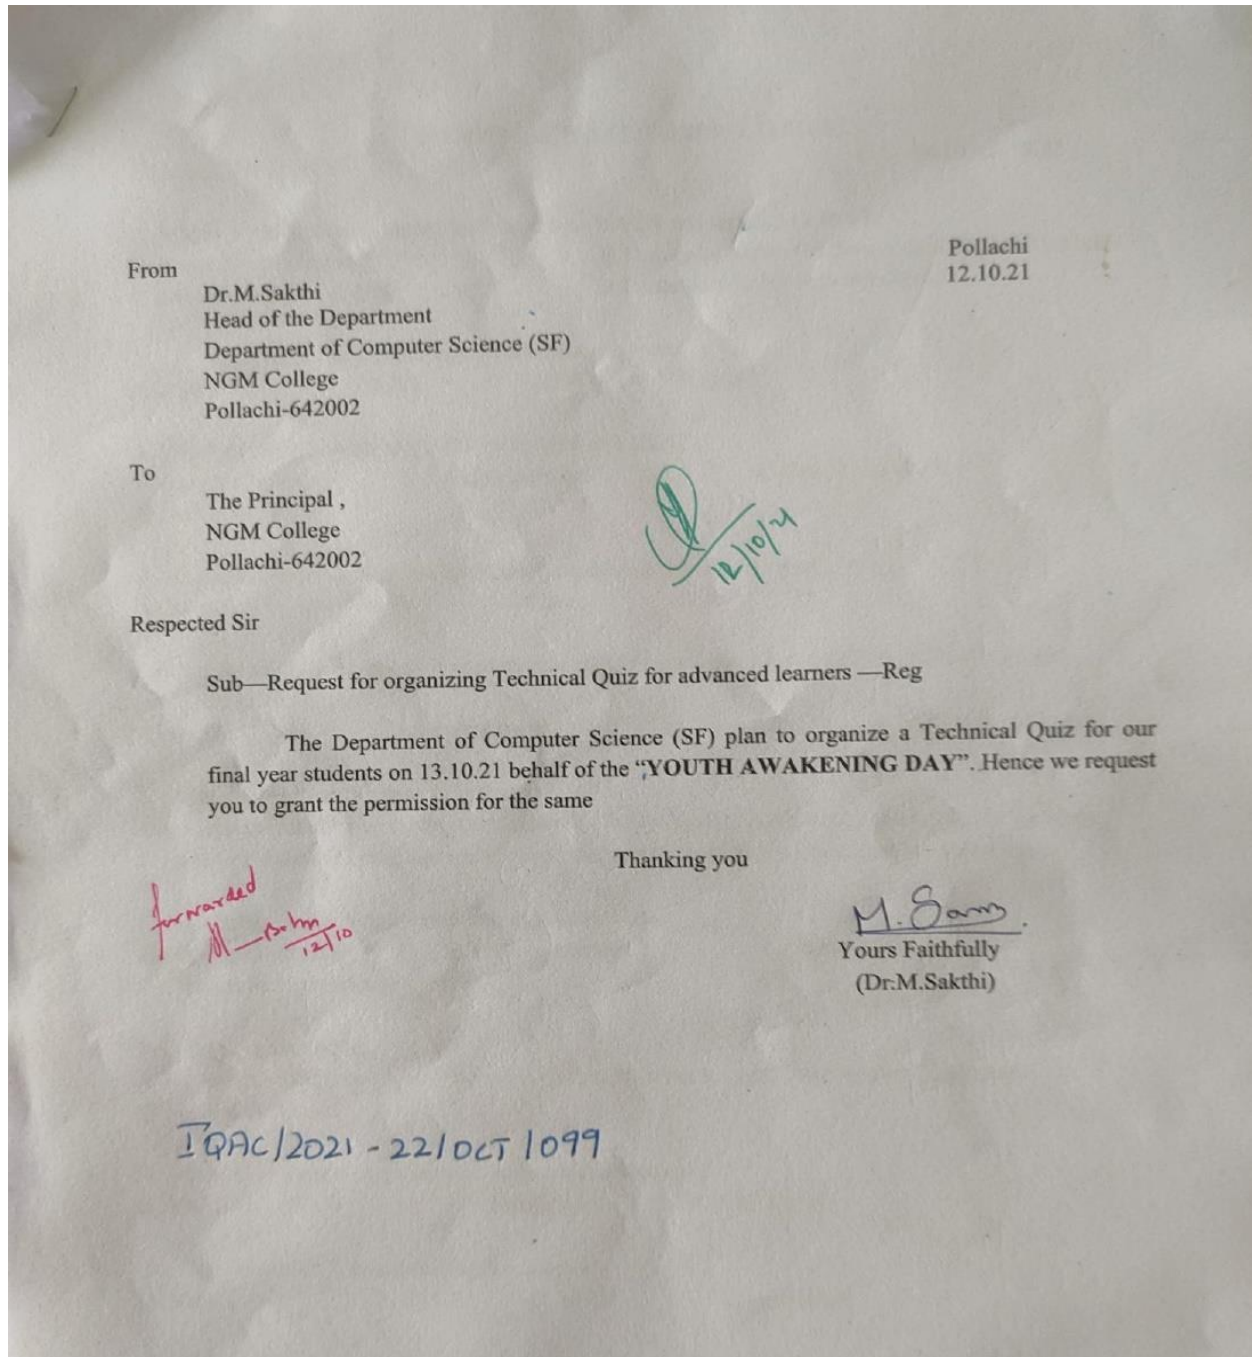 Pollachi
12.10.21
From
Dr.M.Sakthi
Head of the Department
Department of Computer Science (SF)
NGM College
Pollachi-642002
To
The Principal ,
NGM College
Pollachi-642002
12/10/21
Respected Sir
Sub—Request for organizing Technical Quiz for advanced learners —Reg
The Department of Computer Science (SF) plan to organize a Technical Quiz for our
final year students on 13.10.21 behalf of the “YOUTH AWAKENING DAY”. Hence we request
you to grant the permission for the same
Thanking you
forwarded
12/10
M.
Yours Faithfully
(Dr.M.Sakthi)
IQAC/2021-22/OCT/099